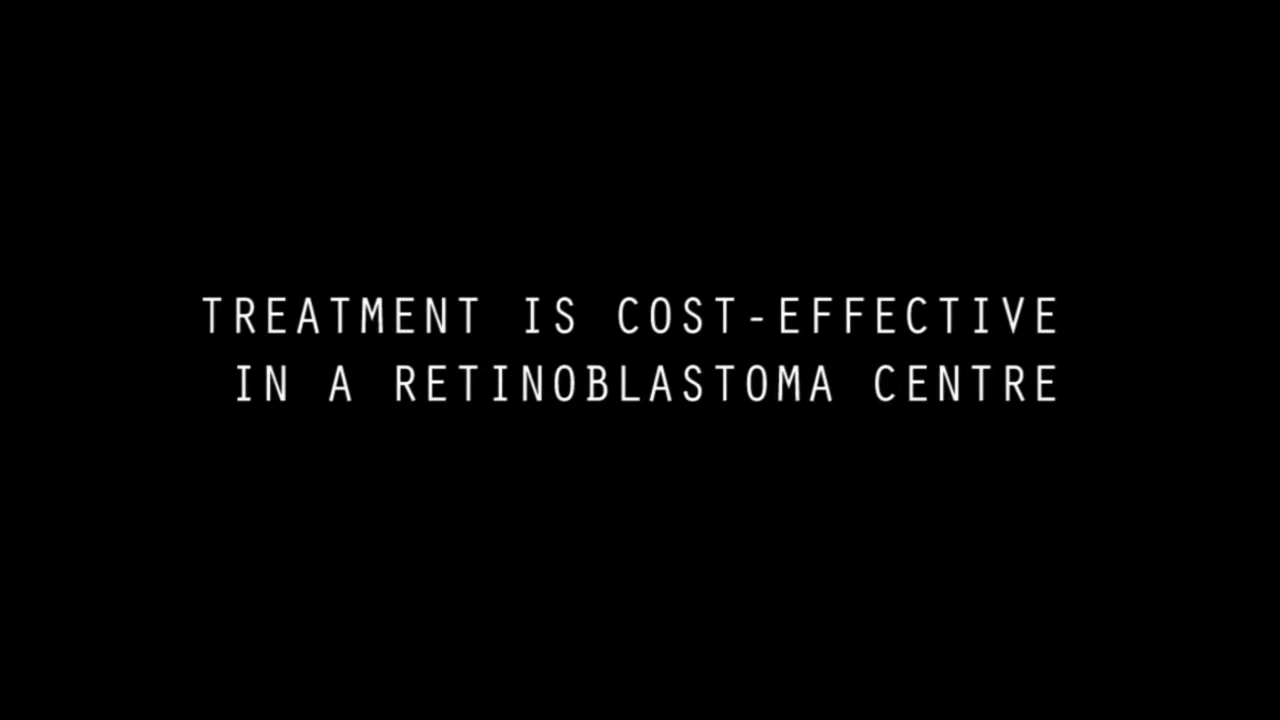 TREATMENT IS COST-EFFECTIVE
IN A RETINOBLASTOMA CENTRE